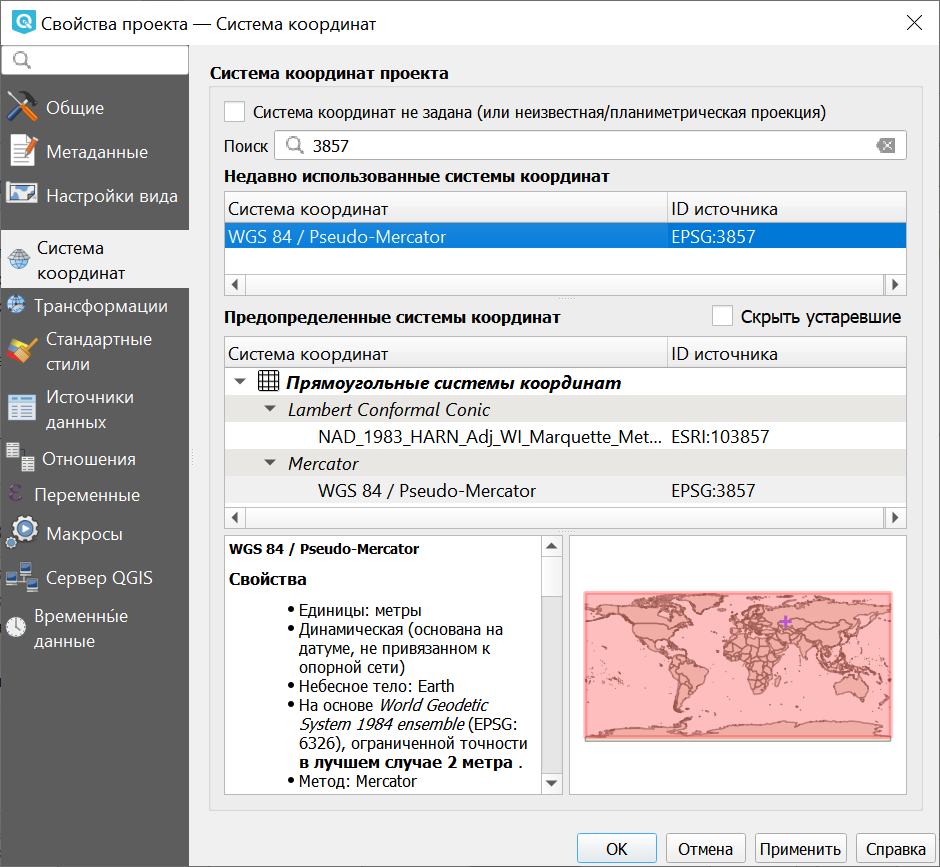 Свойства проекта — Система координат
Общие
Метаданные
Настройки вида
Система
координат
Трансформации
Стандартные
стили
Источники
данных
Отношения
Переменные
Макросы
Сервер QGIS
Временны́е
данные
Система координат проекта
Система координат не задана (или неизвестная/планиметрическая проекция)
Поиск 3857
Недавно использованные системы координат
Система координат ID источника
WGS 84 / Pseudo-Mercator EPSG:3857
Предопределенные системы координат Скрыть устаревшие
Система координат ID источника
Прямоугольные системы координат
Lambert Conformal Conic
NAD_1983_HARN_Adj_WI_Marquette_Met... ESRI:103857
Mercator
WGS 84 / Pseudo-Mercator EPSG:3857
WGS 84 / Pseudo-Mercator
Свойства
• Единицы: метры
• Динамическая (основана на
датуме, не привязанном к
опорной сети)
• Небесное тело: Earth
• На основе World Geodetic
System 1984 ensemble (EPSG:
6326), ограниченной точности
в лучшем случае 2 метра .
• Метод: Mercator
OK Отмена Применить Справка